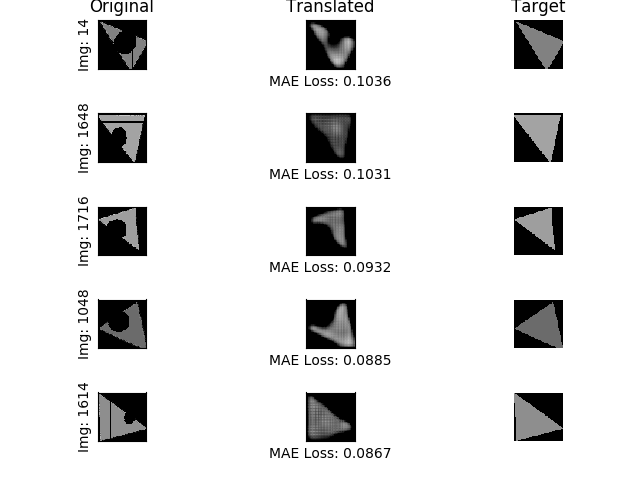 Original Translated Target
Img: 14
MAE Loss: 0.1036
Img: 1648
MAE Loss: 0.1031
Img: 1716
MAE Loss: 0.0932
Img: 1048
MAE Loss: 0.0885
Img: 1614
MAE Loss: 0.0867